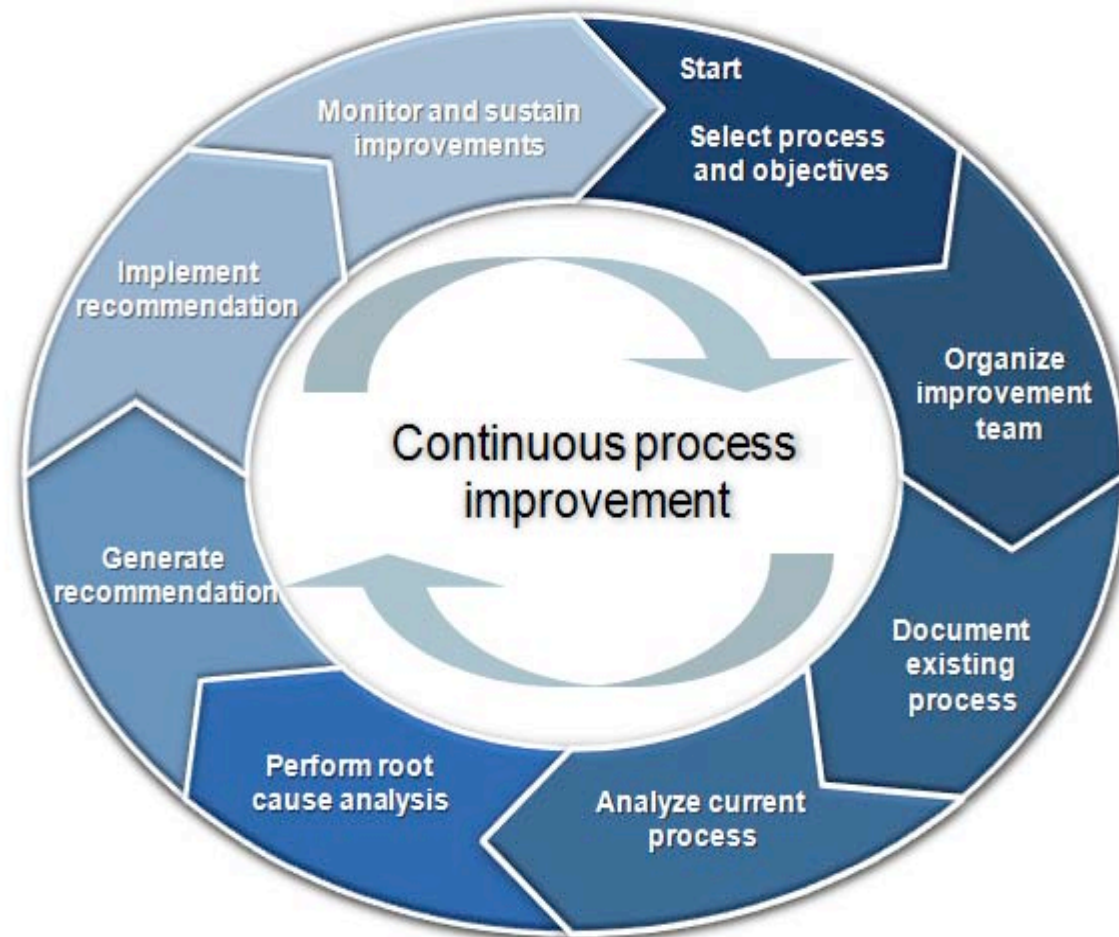 Start
Select process
and objectives
Organize
improvement
team
Document
existing
process
Analyze current
process
Perform root
cause analysis
Generate
recommendation
Implement
recommendation
Monitor and sustain
improvements
Continuous process
improvement